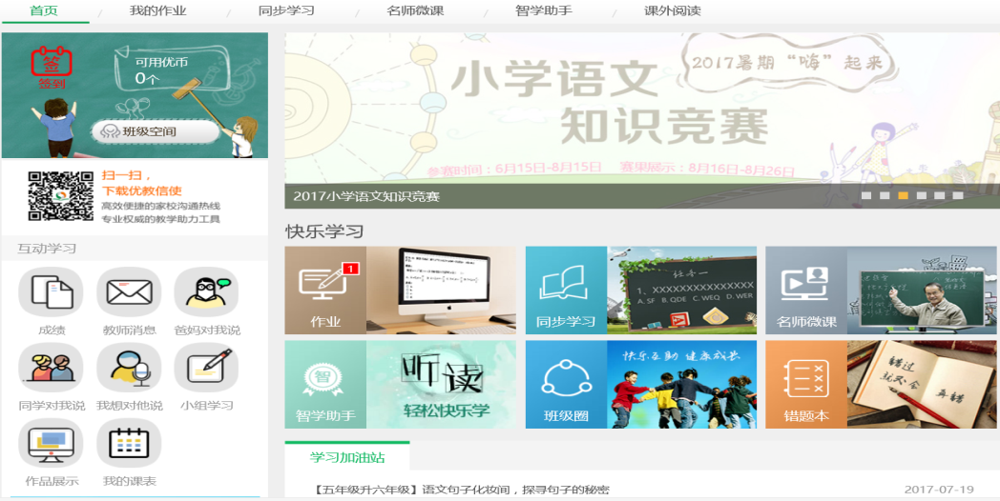 首页 / 我的作业 / 同步学习 / 名师微课 / 智学助手 / 课外阅读
签
签到
可用优币
0个
班级空间
扫一扫，
下载优教信使
高效便捷的家校沟通热线
专业权威的教学助力工具
互动学习
成绩
教师消息
爸妈对我说
同学对我说
我想对他说
小组学习
作品展示
我的课表
小学语文
2017暑期“嗨”起来
知识竞赛
参赛时间：6月15日-8月15日 赛果展示：8月16日-8月26日
2017小学语文知识竞赛
快乐学习
1
作业
同步学习
1、XXXXXXXXXXXXX
A. SF B. QDE C. WEQ D. WER
名师微课
智
智学助手
听读
轻松快乐学
班级圈
快乐互助 健康成长
错题本
错过
就不会
再错
学习加油站
【五年级升六年级】语文句子化妆间，探寻句子的秘密
2017-07-19